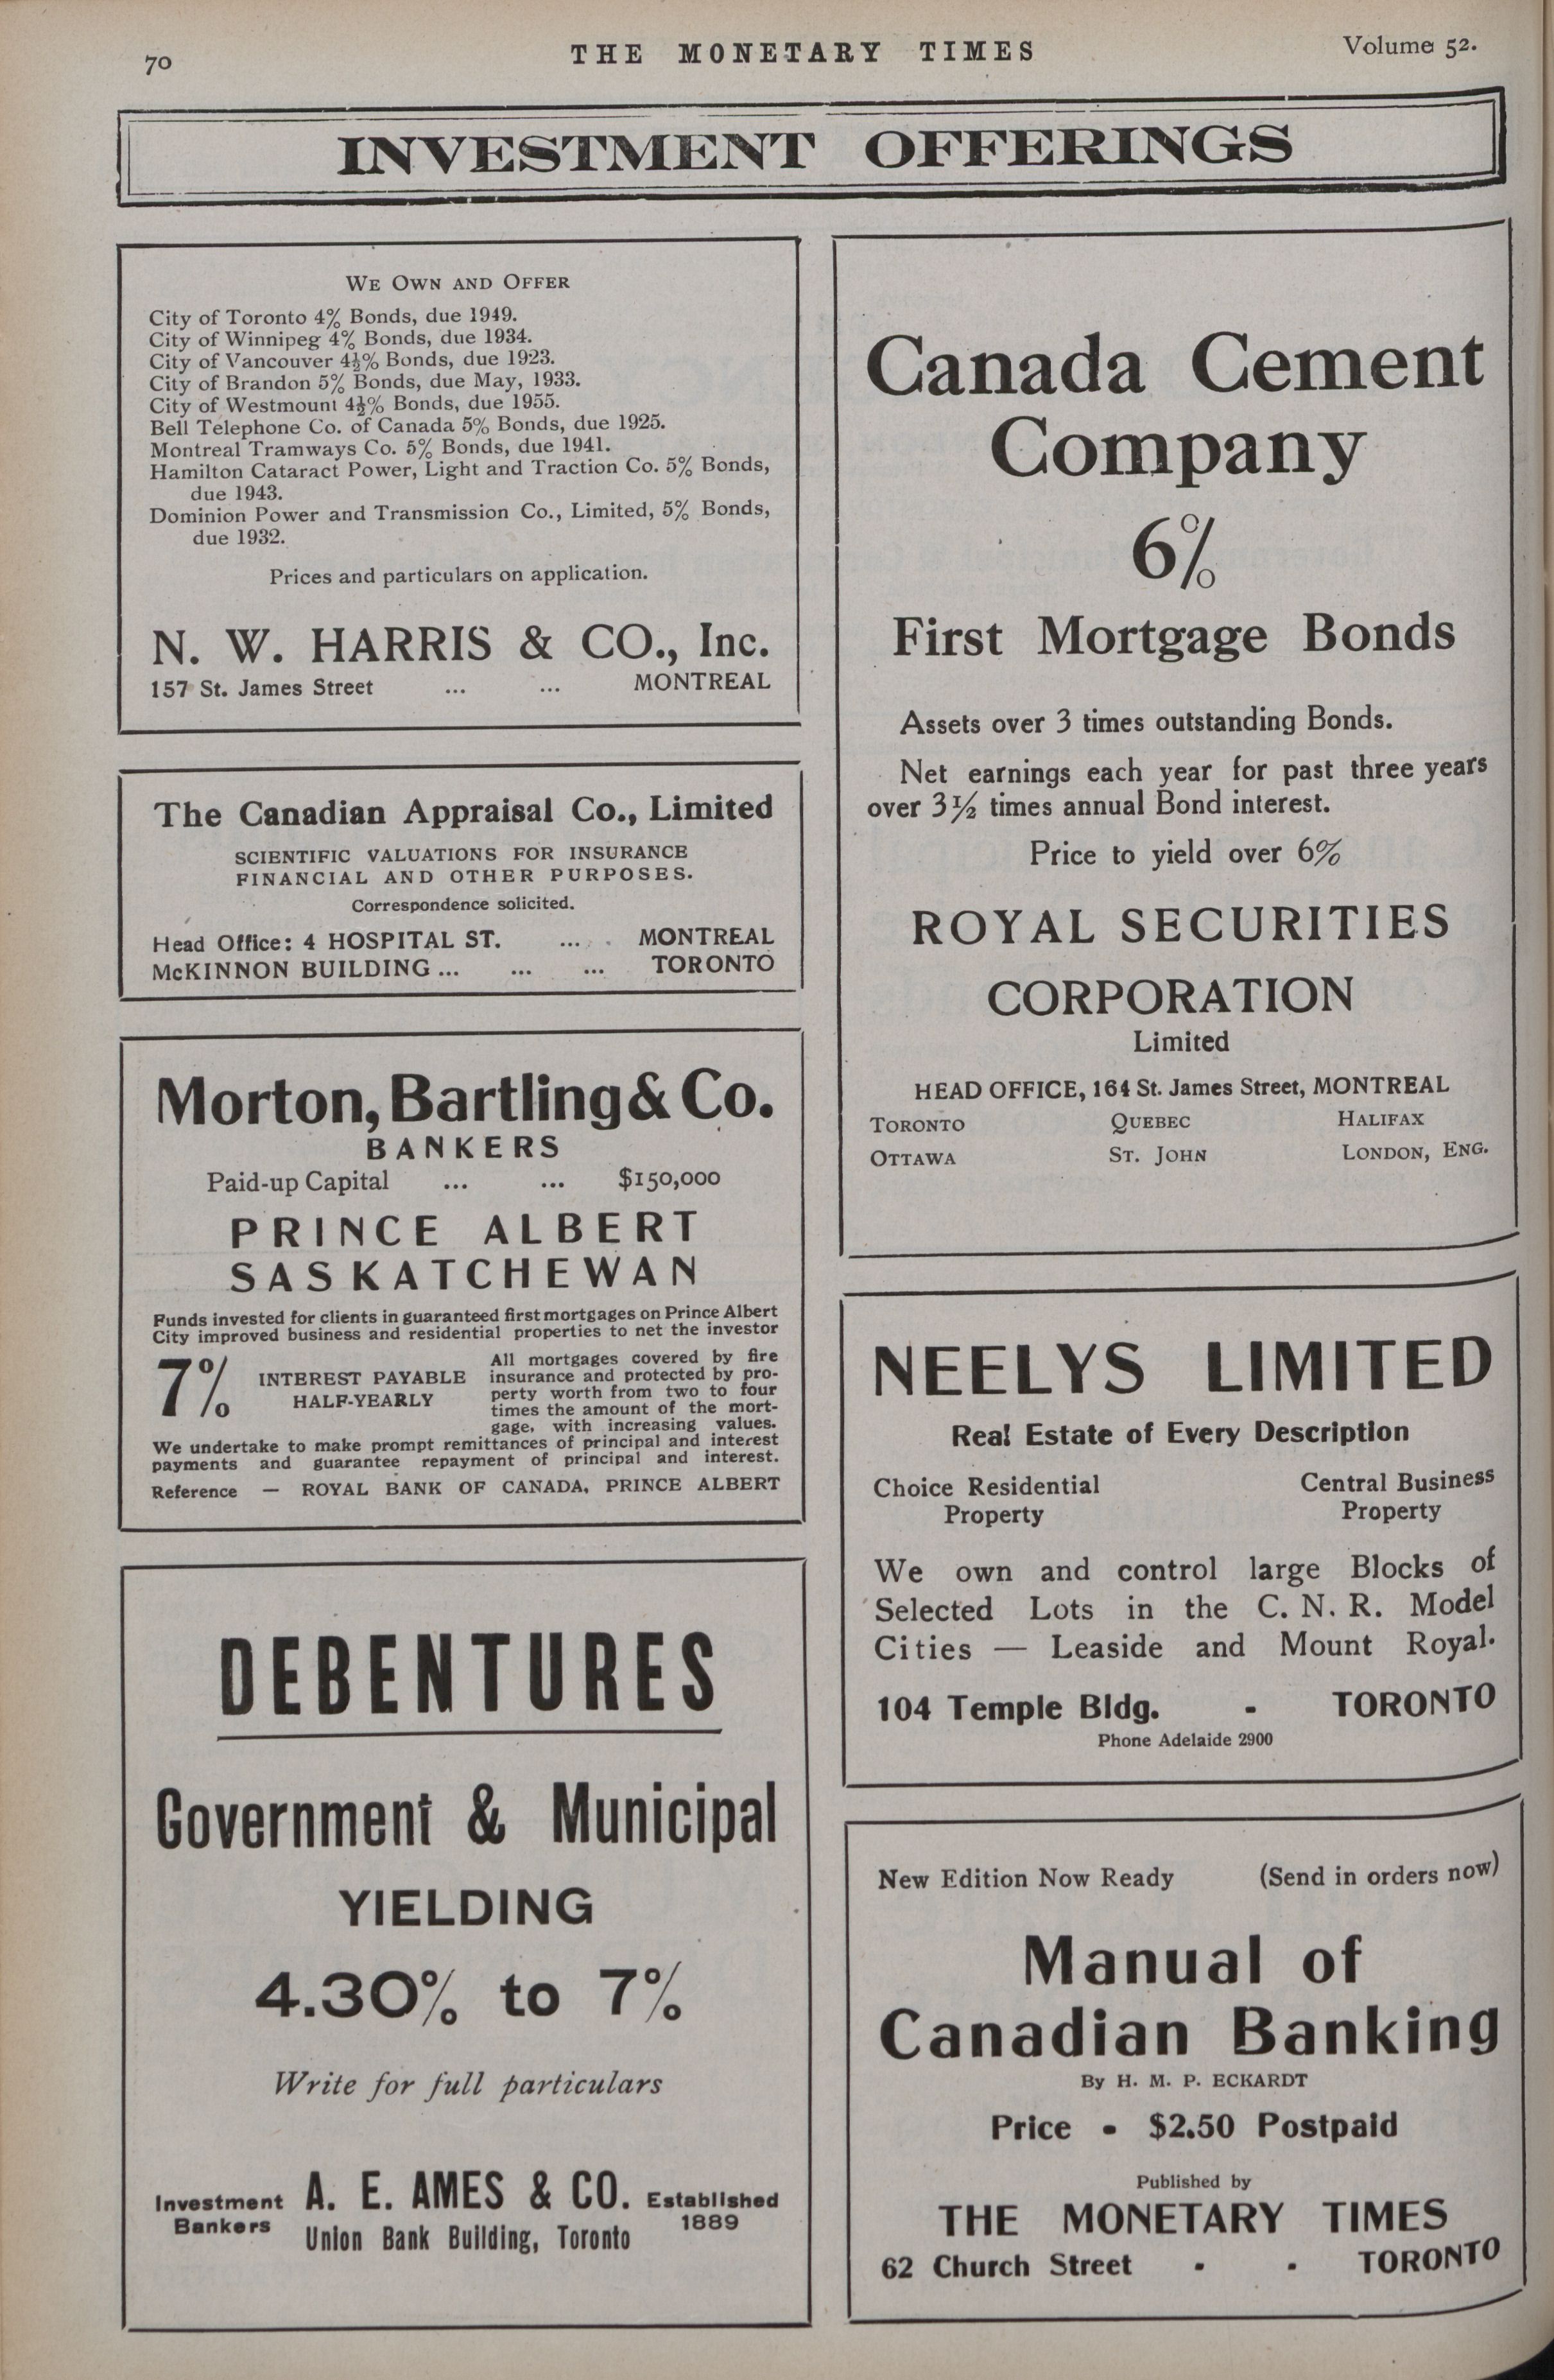 70
THE MONETARY TIMES
Volume 52.
INVESTMENT OFFERINGS
WE OWN AND OFFER
City of Toronto 4% Bonds, due 1949.
City of Winnipeg 4% Bonds, due 1934.
City of Vancouver 4½% Bonds, due 1923.
City of Brandon 5% Bonds, due May, 1933.
City of Westmount 4½% Bonds, due 1955.
Bell Telephone Co. of Canada 5% Bonds, due 1925.
Montreal Tramways Co. 5% Bonds, due 1941.
Hamilton Cataract Power, Light and Traction Co. 5% Bonds,
due 1943.
Dominion Power and Transmission Co., Limited, 5% Bonds,
due 1932.
Prices and particulars on application.
N. W. HARRIS & CO., Inc.
157 St. James Street ... ... MONTREAL
The Canadian Appraisal Co., Limited
SCIENTIFIC VALUATIONS FOR INSURANCE
FINANCIAL AND OTHER PURPOSES.
Correspondence solicited.
Head Office: 4 HOSPITAL ST. ... . MONTREAL
McKINNON BUILDING ... ... ... TORONTO
Morton, Bartling & Co.
BANKERS
Paid-up Capital ... ... $150,000
PRINCE ALBERT
SASKATCHEWAN
Funds invested for clients in guaranteed first mortgages on Prince Albert
City improved business and residential properties to net the investor
7% INTEREST PAYABLE
HALF-YEARLY
All mortgages covered by fire
insurance and protected by pro-
perty worth from two to four
times the amount of the mort-
gage, with increasing values.
We undertake to make prompt remittances of principal and interest
payments and guarantee repayment of principal and interest.
Reference — ROYAL BANK OF CANADA, PRINCE ALBERT
DEBENTURES
Government & Municipal
YIELDING
4.30% to 7%
Write for full particulars
Investment
Bankers
A. E. AMES & CO.
Union Bank Building, Toronto
Established
1889
Canada Cement
Company
6%
First Mortgage Bonds
Assets over 3 times outstanding Bonds.
Net earnings each year for past three years
over 3½ times annual Bond interest.
Price to yield over 6%
ROYAL SECURITIES
CORPORATION
Limited
HEAD OFFICE, 164 St. James Street, MONTREAL
TORONTO QUEBEC HALIFAX
OTTAWA ST. JOHN LONDON, ENG.
NEELYS LIMITED
Real Estate of Every Description
Choice Residential
Property
Central Business
Property
We own and control large Blocks of
Selected Lots in the C. N. R. Model
Cities — Leaside and Mount Royal.
104 Temple Bldg. - TORONTO
Phone Adelaide 2900
New Edition Now Ready (Send in orders now)
Manual of
Canadian Banking
By H. M. P. ECKARDT
Price - $2.50 Postpaid
Published by
THE MONETARY TIMES
62 Church Street - - TORONTO